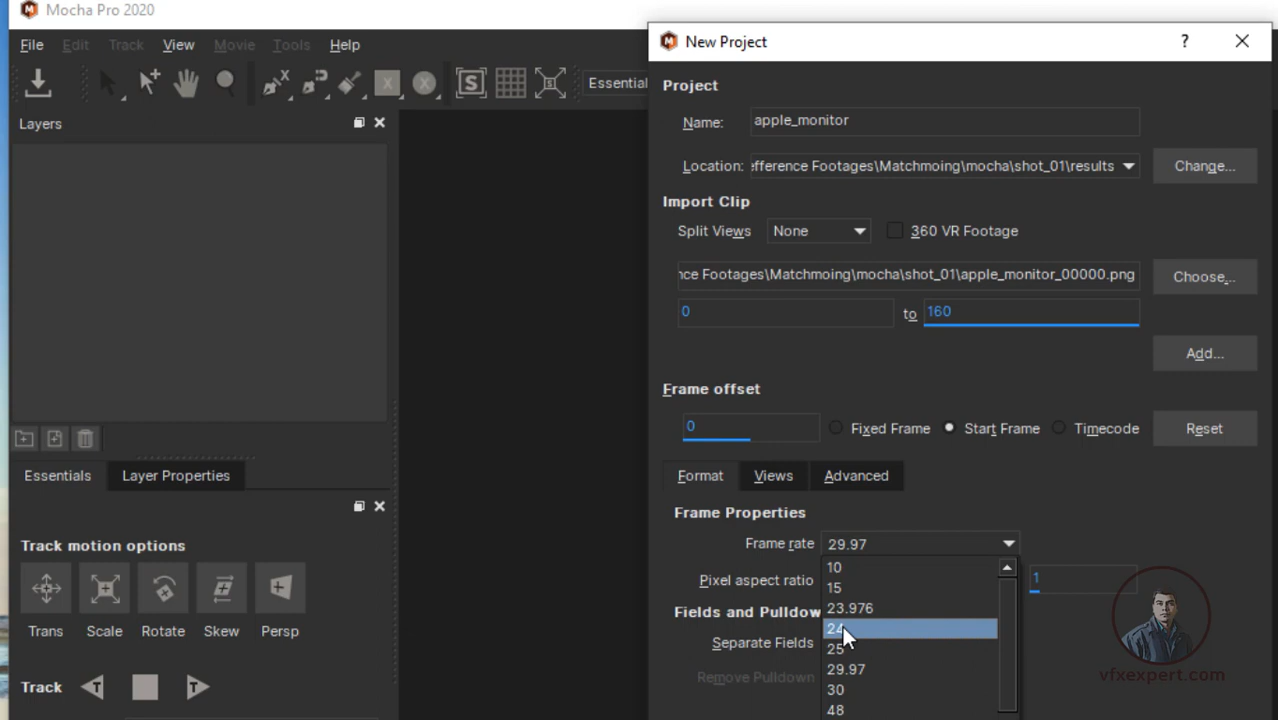 Mocha Pro 2020
File Edit Track View Movie Tools Help
Essential
Layers
Essentials Layer Properties
Track motion options
Trans Scale Rotate Skew Persp
Track
New Project ?
Project
Name: apple_monitor
Location: efference Footages\Matchmoing\mocha\shot_01\results Change...
Import Clip
Split Views None 360 VR Footage
nce Footages\Matchmoing\mocha\shot_01\apple_monitor_00000.png Choose...
0 to 160
Add...
Frame offset
0 Fixed Frame Start Frame Timecode Reset
Format Views Advanced
Frame Properties
Frame rate 29.97
Pixel aspect ratio 1
Fields and Pulldow
Separate Fields
Remove Pulldown
10
15
23.976
24
25
29.97
30
48
vfxexpert.com